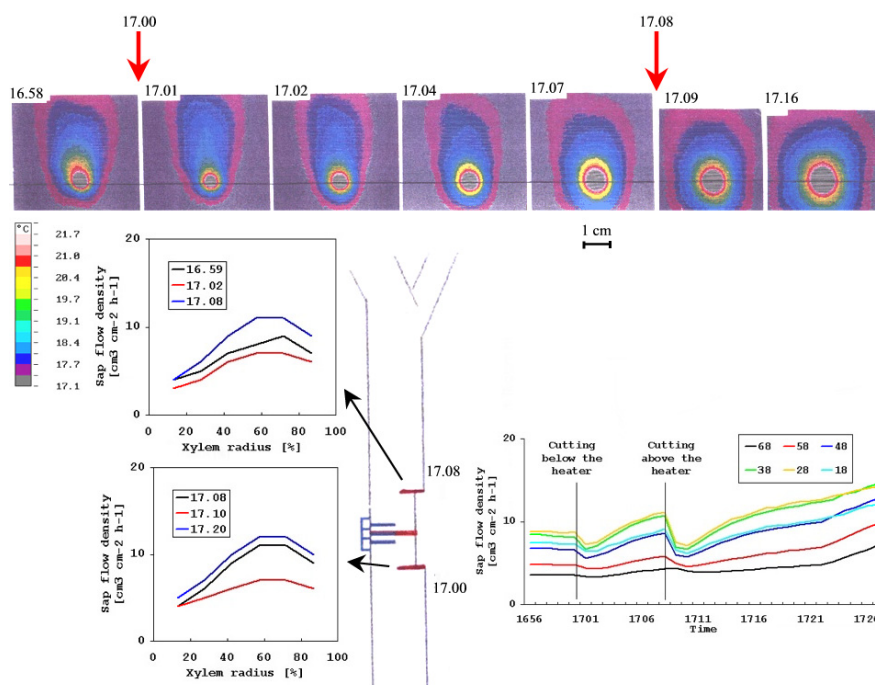 17.00
17.08
16.58
17.01
17.02
17.04
17.07
17.09
17.16
1 cm
°C
21.7
21.0
20.4
19.7
19.1
18.4
17.7
17.1
20
10
0
Sap flow density
[cm3 cm-2 h-1]
16.59
17.02
17.08
0 20 40 60 80 100
Xylem radius [%]
20
10
0
Sap flow density
[cm3 cm-2 h-1]
17.08
17.10
17.20
0 20 40 60 80 100
Xylem radius [%]
17.08
17.00
20
10
0
Sap flow density
[cm3 cm-2 h-1]
Cutting
below the
heater
Cutting
above the
heater
68 58 48
38 28 18
1656 1701 1706 1711 1716 1721 1726
Time